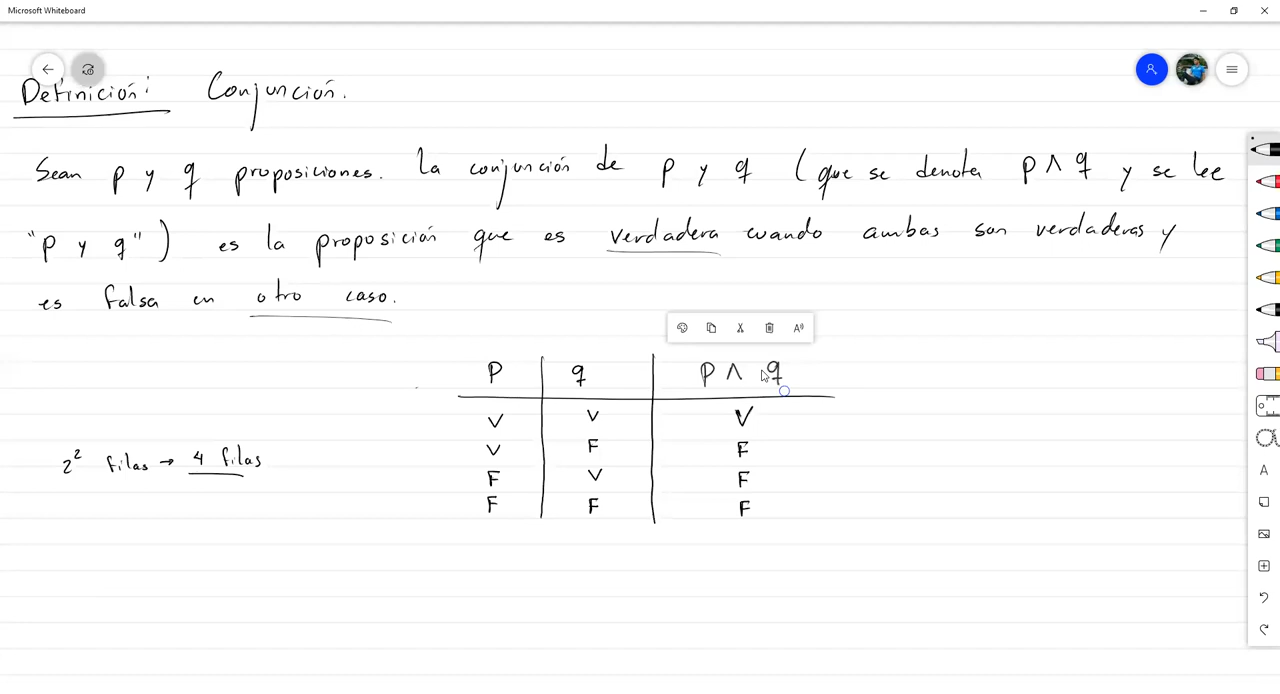 Microsoft Whiteboard
Definición: Conjunción.
Sean p y q proposiciones. La conjunción de p y q (que se denota p ∧ q y se lee
"p y q") es la proposición que es verdadera cuando ambas son verdaderas y
es falsa en otro caso.
p q p ∧ q
V V V
V F F
2² filas → 4 filas
F V F
F F F